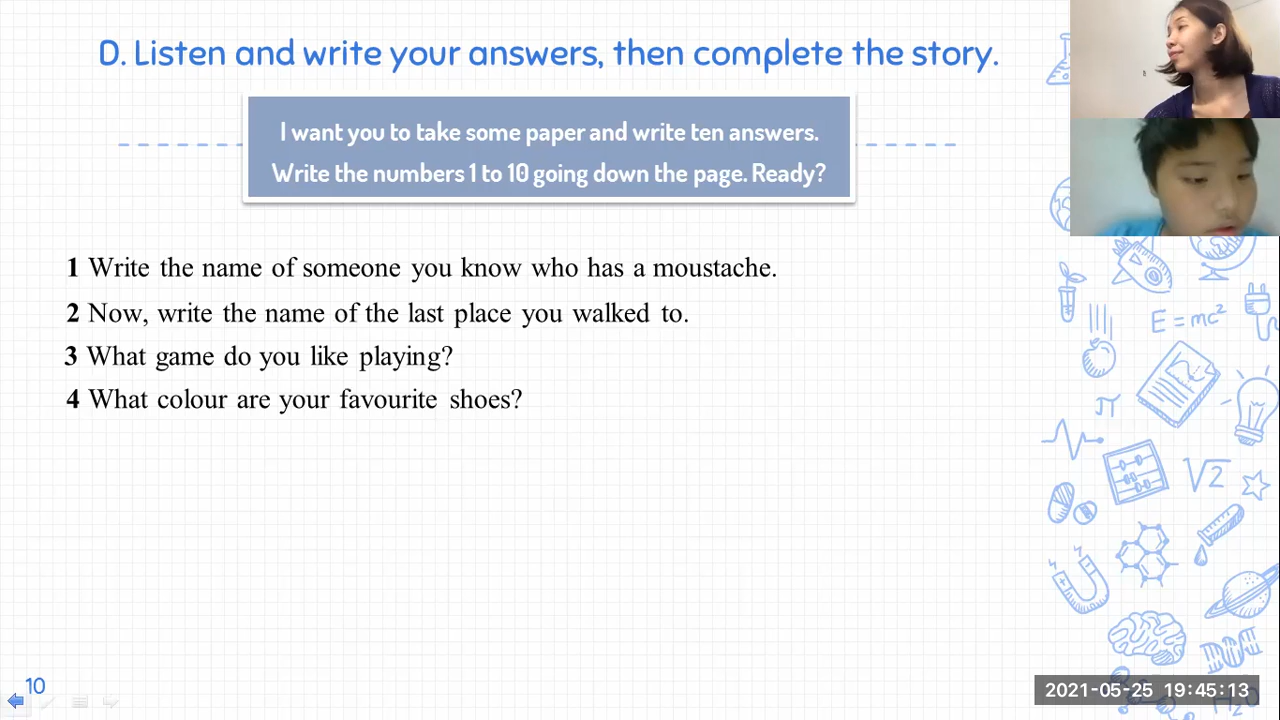 D. Listen and write your answers, then complete the story.
I want you to take some paper and write ten answers.
Write the numbers 1 to 10 going down the page. Ready?
1 Write the name of someone you know who has a moustache.
2 Now, write the name of the last place you walked to.
3 What game do you like playing?
4 What colour are your favourite shoes?
E = mc²
π
√2
H₂O
10
2021-05-25 19:45:13